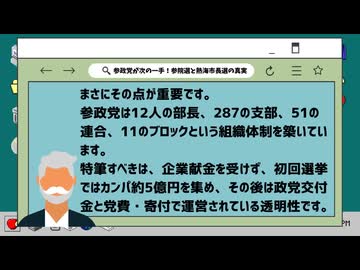 参政党が次の一手！参院選と熱海市長選の真実
まさにその点が重要です。
参政党は12人の部長、287の支部、51の
連合、11のブロックという組織体制を築いてい
ます。
特筆すべきは、企業献金を受けず、初回選挙
ではカンパ約5億円を集め、その後は政党交付
金と党費・寄付で運営されている透明性です。
PM